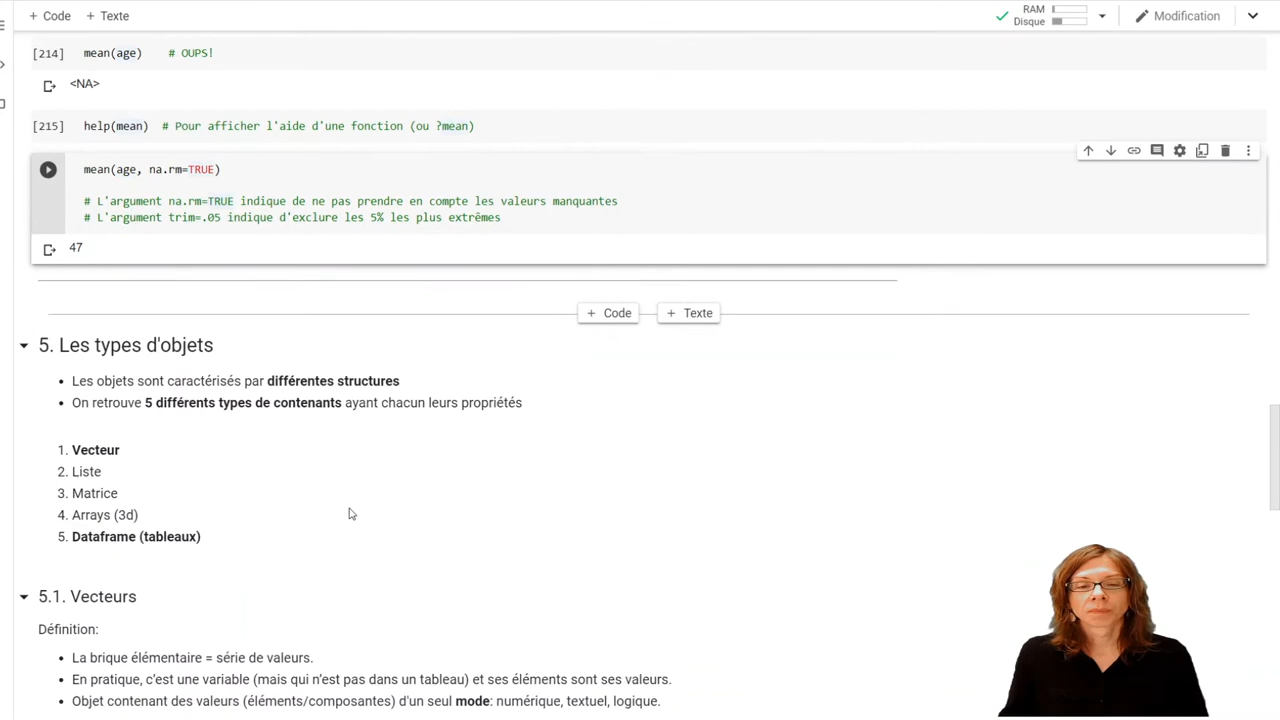 + Code + Texte
RAM
Disque
Modification
[214] mean(age) # OUPS!
<NA>
[215] help(mean) # Pour afficher l'aide d'une fonction (ou ?mean)
mean(age, na.rm=TRUE)
# L'argument na.rm=TRUE indique de ne pas prendre en compte les valeurs manquantes
# L'argument trim=.05 indique d'exclure les 5% les plus extrêmes
47
+ Code + Texte
5. Les types d'objets
• Les objets sont caractérisés par différentes structures
• On retrouve 5 différents types de contenants ayant chacun leurs propriétés
1. Vecteur
2. Liste
3. Matrice
4. Arrays (3d)
5. Dataframe (tableaux)
5.1. Vecteurs
Définition:
• La brique élémentaire = série de valeurs.
• En pratique, c'est une variable (mais qui n'est pas dans un tableau) et ses éléments sont ses valeurs.
• Objet contenant des valeurs (éléments/composantes) d'un seul mode: numérique, textuel, logique.